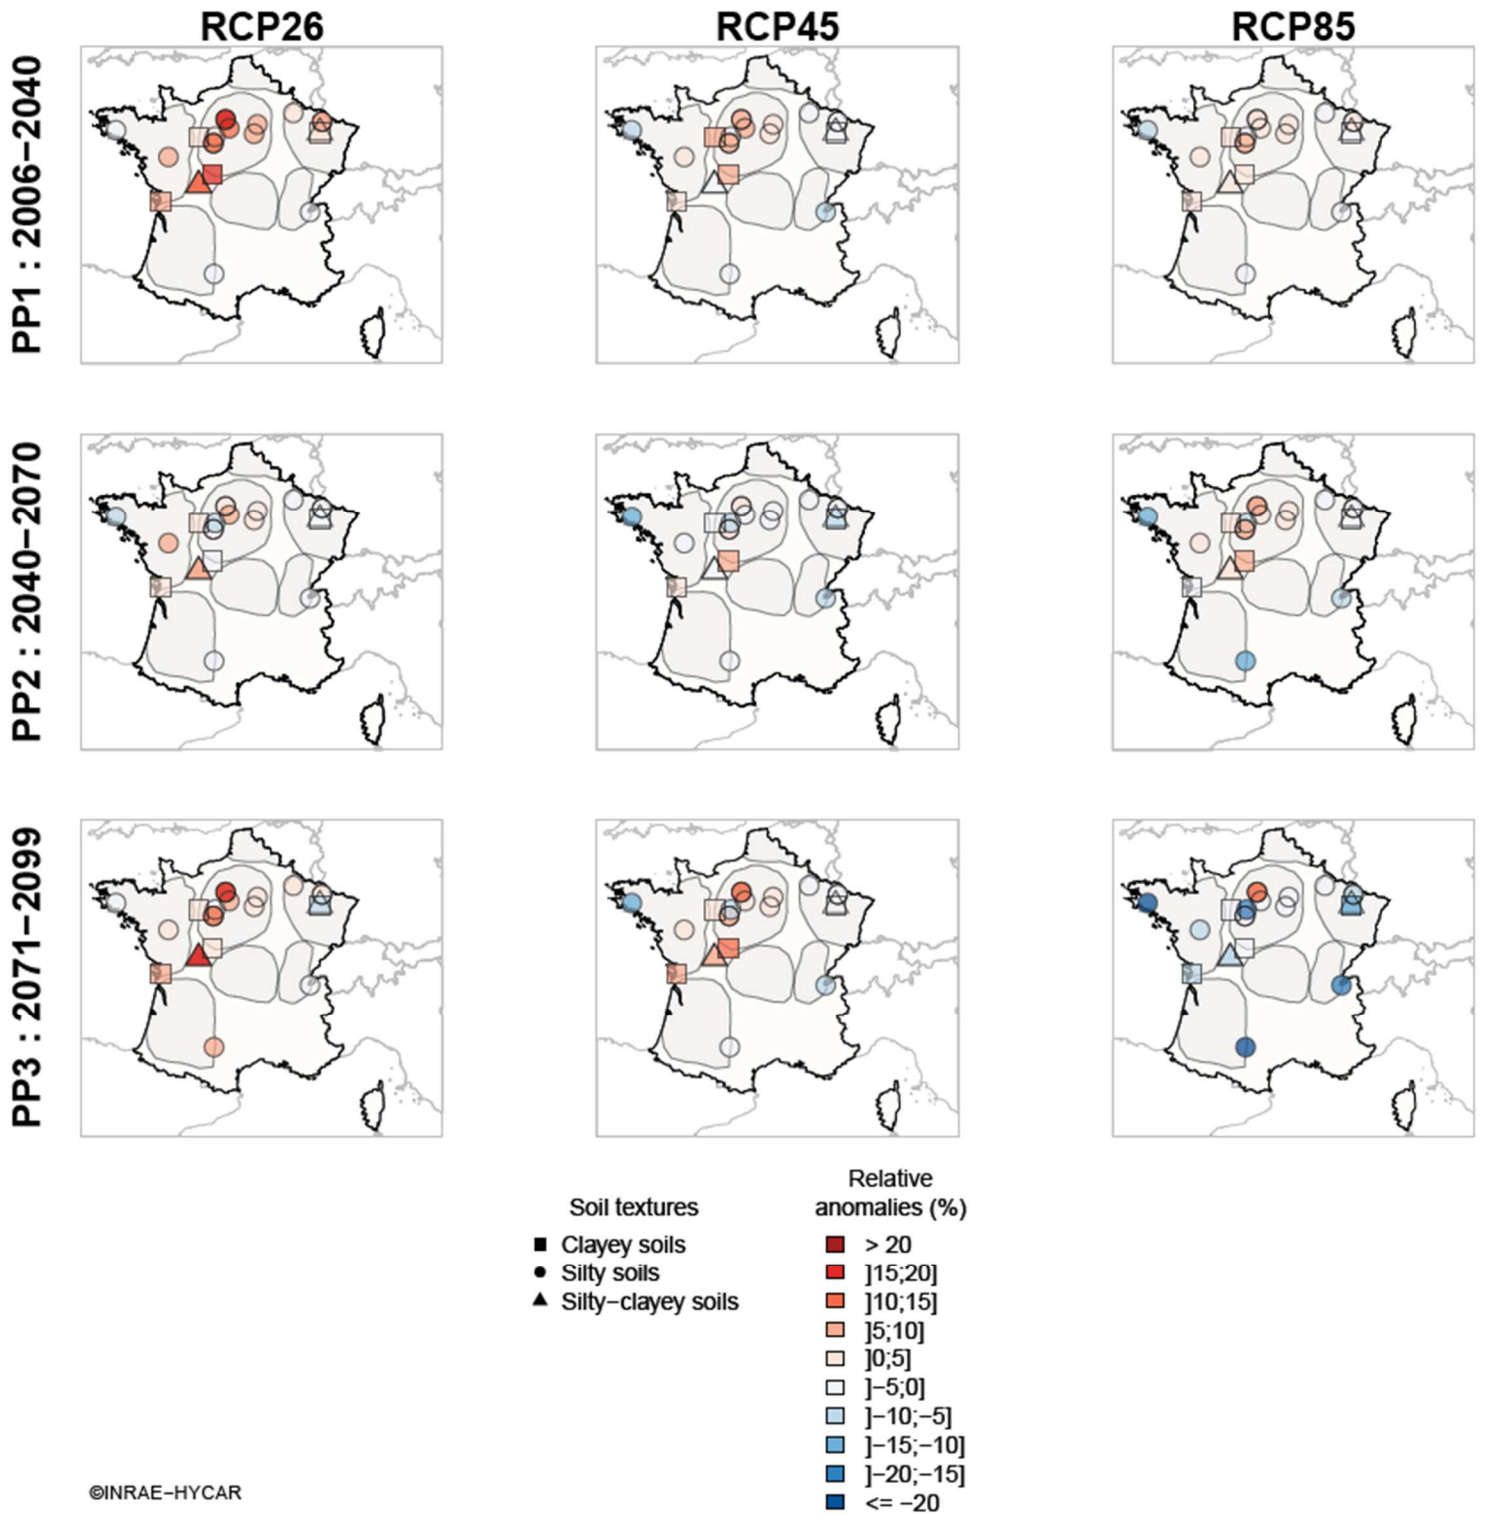 RCP26
RCP45
RCP85
PP1 : 2006−2040
PP2 : 2040−2070
PP3 : 2071−2099
Soil textures
Clayey soils
Silty soils
Silty−clayey soils
Relative
anomalies (%)
> 20
]15;20]
]10;15]
]5;10]
]0;5]
]−5;0]
]−10;−5]
]−15;−10]
]−20;−15]
<= −20
©INRAE−HYCAR